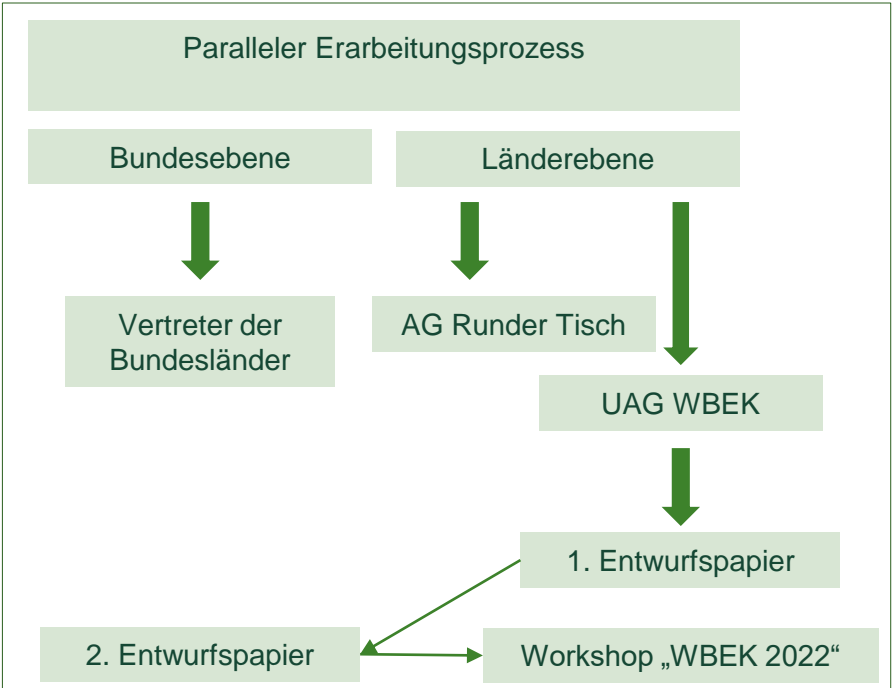 Paralleler Erarbeitungsprozess
Bundesebene
Länderebene
Vertreter der
Bundesländer
AG Runder Tisch
UAG WBEK
1. Entwurfspapier
2. Entwurfspapier
Workshop „WBEK 2022“